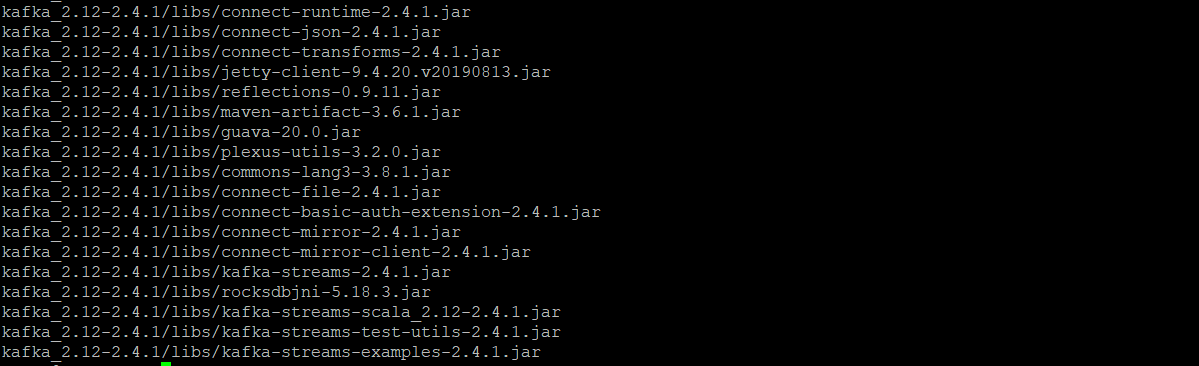 kafka_2.12-2.4.1/libs/connect-runtime-2.4.1.jar
kafka_2.12-2.4.1/libs/connect-json-2.4.1.jar
kafka_2.12-2.4.1/libs/connect-transforms-2.4.1.jar
kafka_2.12-2.4.1/libs/jetty-client-9.4.20.v20190813.jar
kafka_2.12-2.4.1/libs/reflections-0.9.11.jar
kafka_2.12-2.4.1/libs/maven-artifact-3.6.1.jar
kafka_2.12-2.4.1/libs/guava-20.0.jar
kafka_2.12-2.4.1/libs/plexus-utils-3.2.0.jar
kafka_2.12-2.4.1/libs/commons-lang3-3.8.1.jar
kafka_2.12-2.4.1/libs/connect-file-2.4.1.jar
kafka_2.12-2.4.1/libs/connect-basic-auth-extension-2.4.1.jar
kafka_2.12-2.4.1/libs/connect-mirror-2.4.1.jar
kafka_2.12-2.4.1/libs/connect-mirror-client-2.4.1.jar
kafka_2.12-2.4.1/libs/kafka-streams-2.4.1.jar
kafka_2.12-2.4.1/libs/rocksdbjni-5.18.3.jar
kafka_2.12-2.4.1/libs/kafka-streams-scala_2.12-2.4.1.jar
kafka_2.12-2.4.1/libs/kafka-streams-test-utils-2.4.1.jar
kafka_2.12-2.4.1/libs/kafka-streams-examples-2.4.1.jar